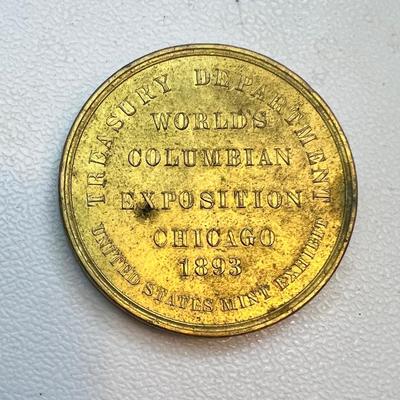 TREASURY DEPARTMENT
WORLD'S
COLUMBIAN
EXPOSITION
CHICAGO
1893
UNITED STATES MINT EXHIBIT